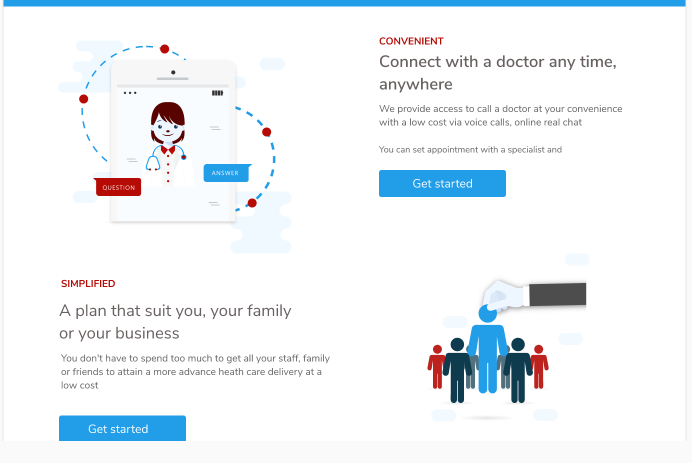 CONVENIENT
Connect with a doctor any time,
anywhere
We provide access to call a doctor at your convenience
with a low cost via voice calls, online real chat
You can set appointment with a specialist and
Get started
QUESTION
ANSWER
SIMPLIFIED
A plan that suit you, your family
or your business
You don't have to spend too much to get all your staff, family
or friends to attain a more advance heath care delivery at a
low cost
Get started